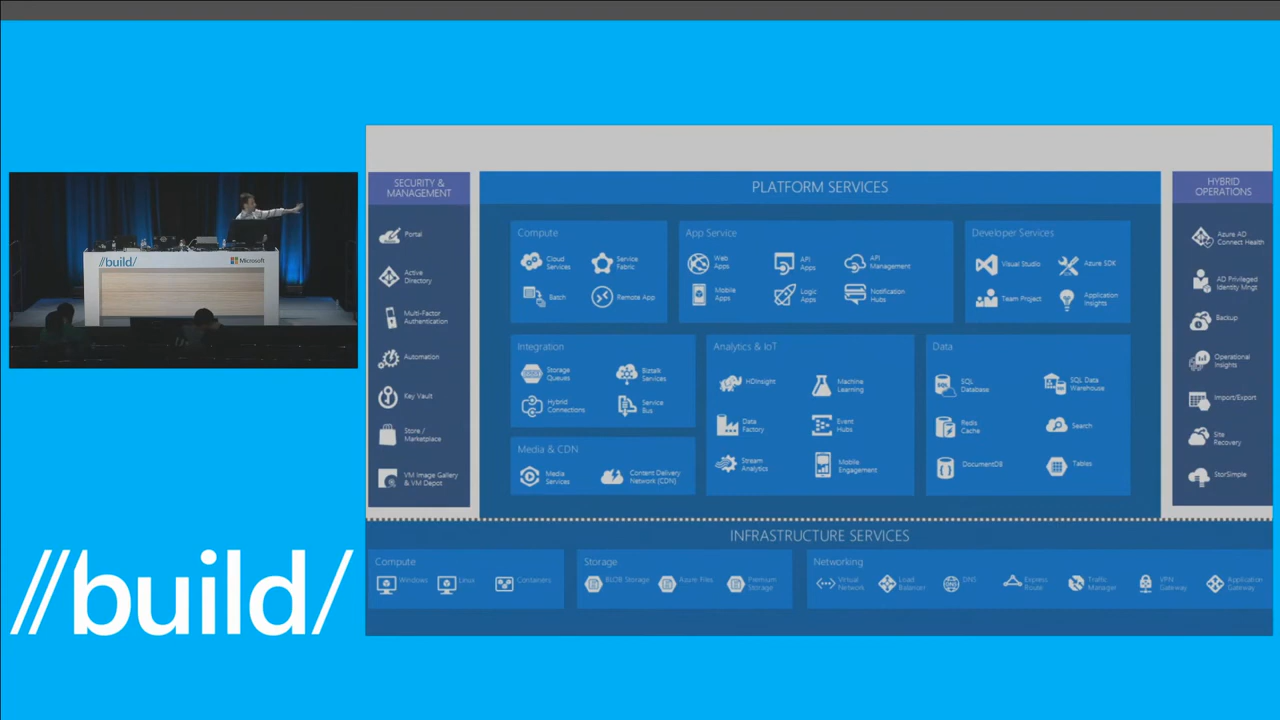 //build/
Microsoft
//build/
SECURITY &
MANAGEMENT
Portal
Active
Directory
Multi-Factor
Authentication
Automation
Key Vault
Store /
Marketplace
VM Image Gallery
& VM Depot
PLATFORM SERVICES
Compute
Cloud
Services
Service
Fabric
Batch
Remote App
App Service
Web
Apps
API
Apps
API
Management
Mobile
Apps
Logic
Apps
Notification
Hubs
Developer Services
Visual Studio
Azure SDK
Team Project
Application
Insights
Integration
Storage
Queues
Biztalk
Services
Hybrid
Connections
Service
Bus
Media & CDN
Media
Services
Content Delivery
Network (CDN)
Analytics & IoT
HDInsight
Machine
Learning
Data
Factory
Event
Hubs
Stream
Analytics
Mobile
Engagement
Data
SQL
Database
SQL Data
Warehouse
Redis
Cache
Search
DocumentDB
Tables
HYBRID
OPERATIONS
Azure AD
Connect Health
AD Privileged
Identity Mngt
Backup
Operational
Insights
Import/Export
Site
Recovery
StorSimple
INFRASTRUCTURE SERVICES
Compute
Windows
Linux
Containers
Storage
BLOB Storage
Azure Files
Premium
Storage
Networking
Virtual
Network
Load
Balancer
DNS
Express
Route
Traffic
Manager
VPN
Gateway
Application
Gateway